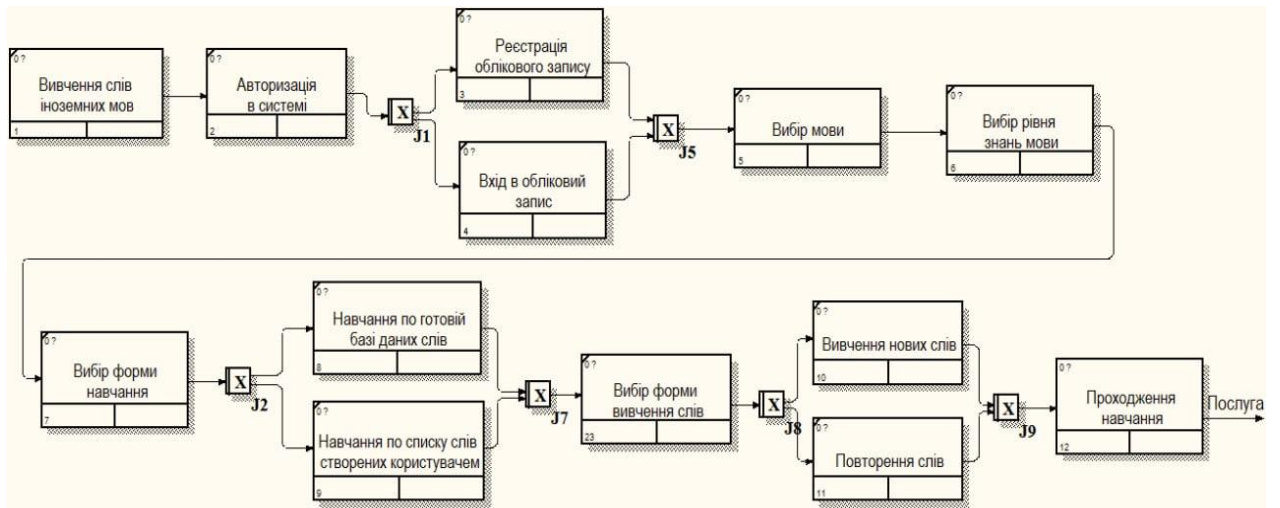 0 ?
Вивчення слів
іноземних мов
1
0 ?
Авторизація
в системі
2
X
J1
0 ?
Реєстрація
облікового запису
3
0 ?
Вхід в обліковий
запис
4
X
J5
0 ?
Вибір мови
5
0 ?
Вибір рівня
знань мови
6
0 ?
Вибір форми
навчання
7
X
J2
0 ?
Навчання по готовій
базі даних слів
8
0 ?
Навчання по списку слів
створених користувачем
9
X
J7
0 ?
Вибір форми
вивчення слів
23
X
J8
0 ?
Вивчення нових слів
10
0 ?
Повторення слів
11
X
J9
0 ?
Проходження
навчання
12
Послуга